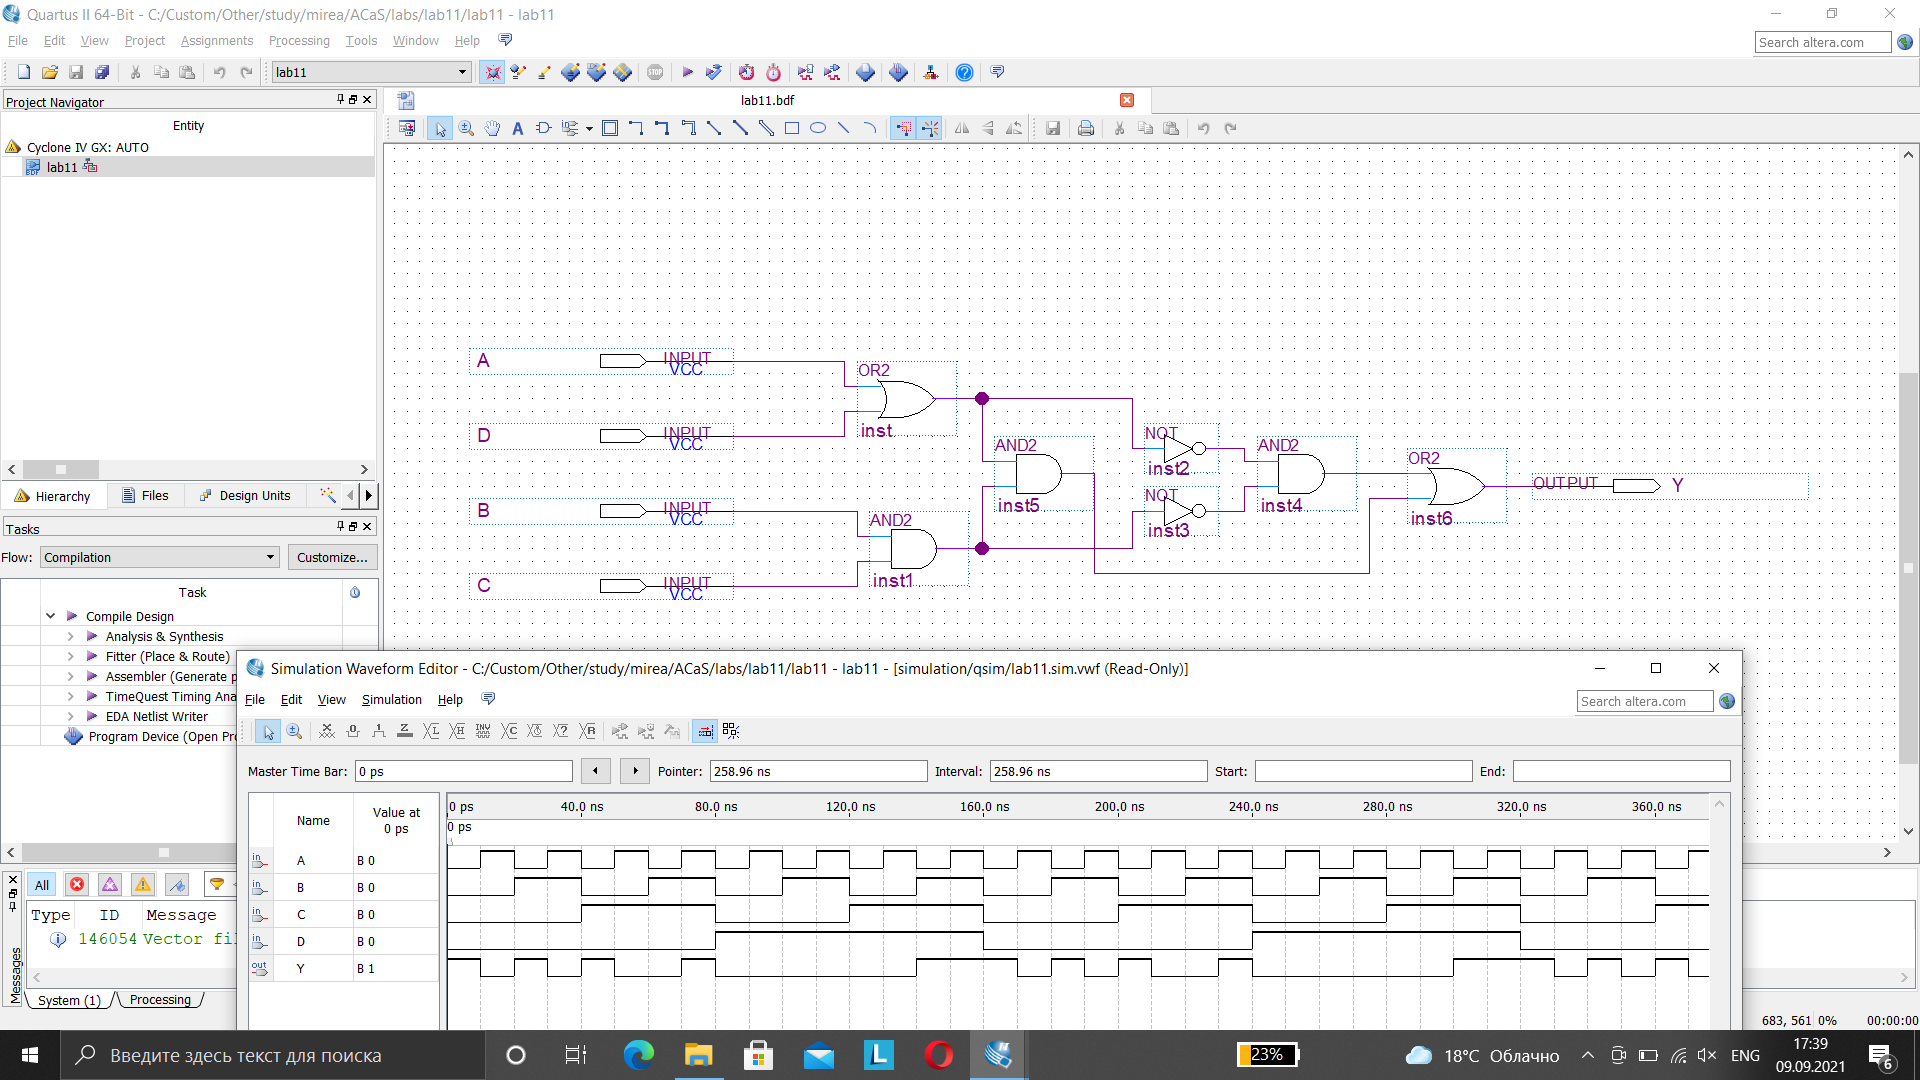 Quartus II 64-Bit - C:/Custom/Other/study/mirea/ACaS/labs/lab11/lab11 - lab11
File Edit View Project Assignments Processing Tools Window Help
Search altera.com
lab11
Project Navigator
lab11.bdf
Entity
Cyclone IV GX: AUTO
lab11
Hierarchy Files Design Units
Tasks
Flow: Compilation Customize...
Task
Compile Design
Analysis & Synthesis
Fitter (Place & Route)
Assembler (Generate p
TimeQuest Timing Ana
EDA Netlist Writer
Program Device (Open Pro
A INPUT
VCC
OR2
inst
D INPUT
VCC
AND2
inst5
NOT
inst2
AND2
inst4
OR2
inst6
OUTPUT Y
B INPUT
VCC
AND2
inst1
NOT
inst3
C INPUT
VCC
Simulation Waveform Editor - C:/Custom/Other/study/mirea/ACaS/labs/lab11/lab11 - lab11 - [simulation/qsim/lab11.sim.vwf (Read-Only)]
File Edit View Simulation Help
Search altera.com
Master Time Bar: 0 ps Pointer: 258.96 ns Interval: 258.96 ns Start: End:
Name Value at
0 ps
0 ps 40.0 ns 80.0 ns 120.0 ns 160.0 ns 200.0 ns 240.0 ns 280.0 ns 320.0 ns 360.0 ns
0 ps
in A B 0
in B B 0
in C B 0
in D B 0
out Y B 1
All
Type ID Message
146054 Vector fi
Messages
System (1) Processing
683, 561 0% 00:00:00
Введите здесь текст для поиска
L
23%
18°C Облачно
ENG
17:39
09.09.2021
6